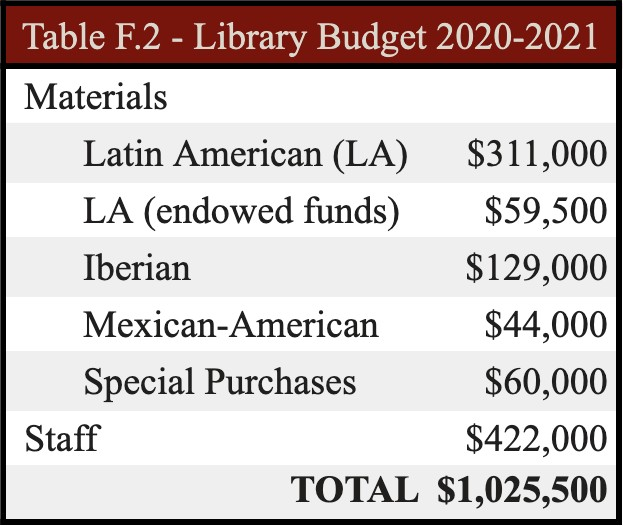 Table F.2 - Library Budget 2020-2021
Materials
Latin American (LA) $311,000
LA (endowed funds) $59,500
Iberian $129,000
Mexican-American $44,000
Special Purchases $60,000
Staff $422,000
TOTAL $1,025,500